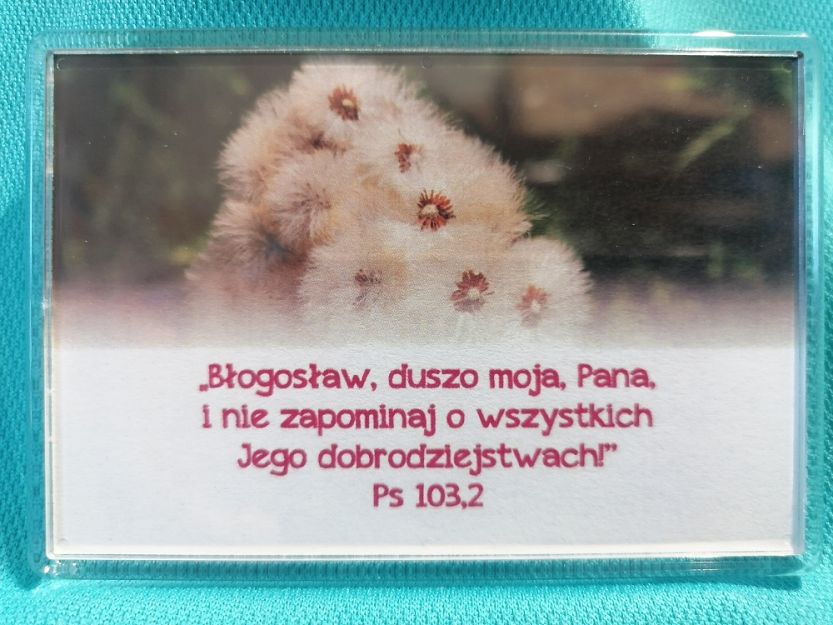 „Błogosław, duszo moja, Pana,
i nie zapominaj o wszystkich
Jego dobrodziejstwach!”
Ps 103,2